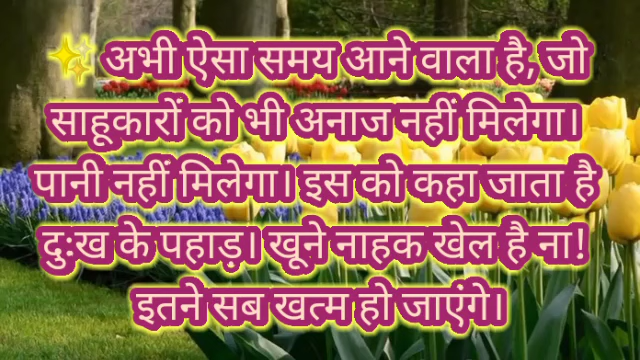 ✨ अभी ऐसा समय आने वाला है, जो
साहूकारों को भी अनाज नहीं मिलेगा।
पानी नहीं मिलेगा। इस को कहा जाता है
दुःख के पहाड़। खूने नाहक खेल है ना!
इतने सब खत्म हो जाएंगे।